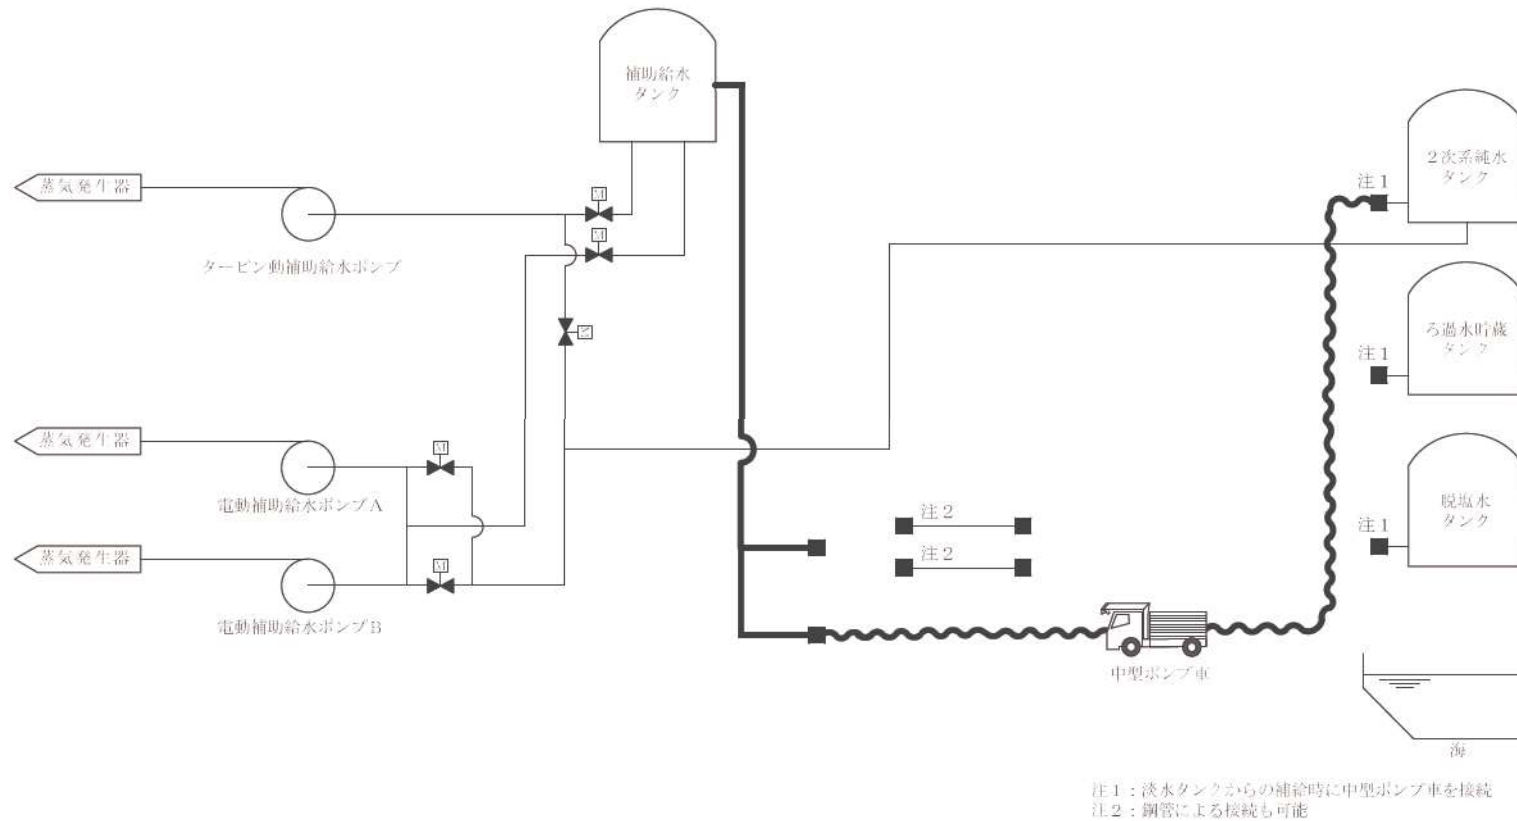 補助給水
タンク
M
M
M
蒸気発生器
タービン動補助給水ポンプ
2次系純水
タンク
注1
ろ過水貯蔵
タンク
注1
蒸気発生器
M
電動補助給水ポンプA
注2
注2
脱塩水
タンク
注1
蒸気発生器
M
電動補助給水ポンプB
中型ポンプ車
海
注1：淡水タンクからの補給時に中型ポンプ車を接続
注2：鋼管による接続も可能